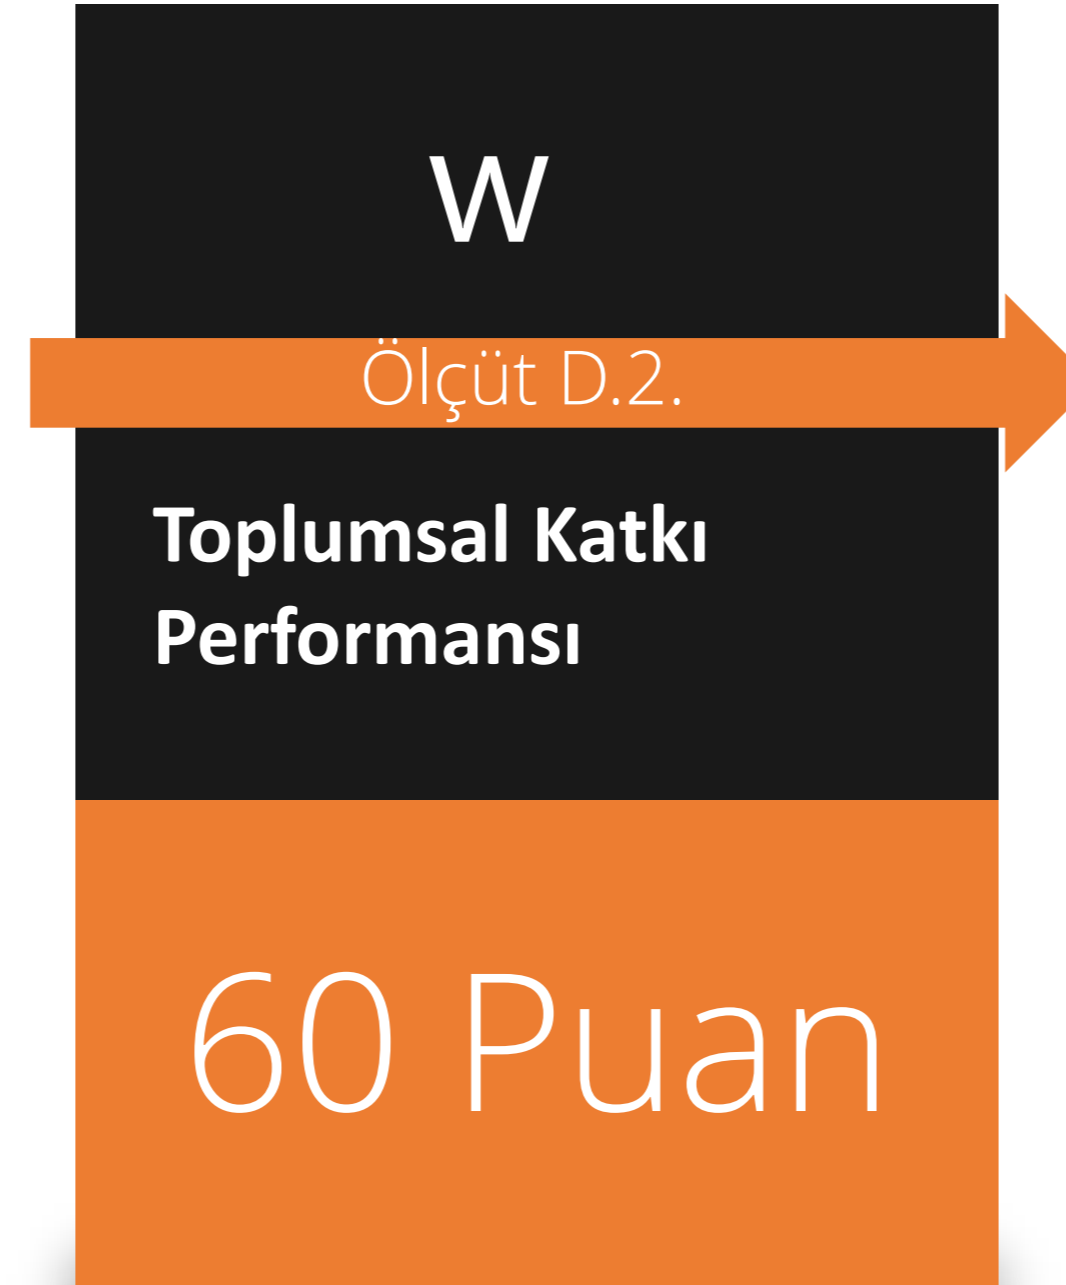 W
Ölçüt D.2.
Toplumsal Katkı
Performansı
60 Puan